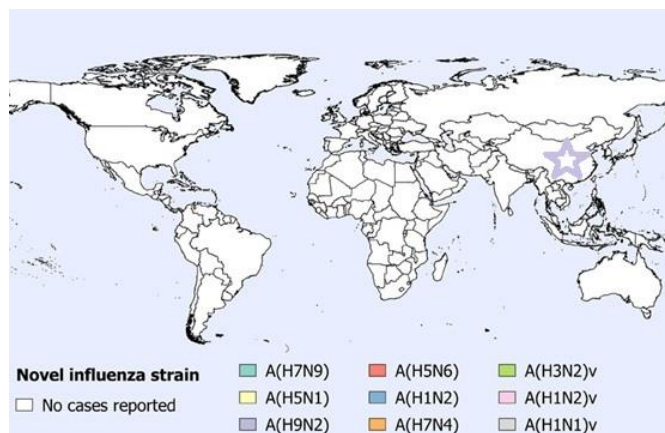 Novel influenza strain
No cases reported
A(H7N9)
A(H5N1)
A(H9N2)
A(H5N6)
A(H1N2)
A(H7N4)
A(H3N2)v
A(H1N2)v
A(H1N1)v